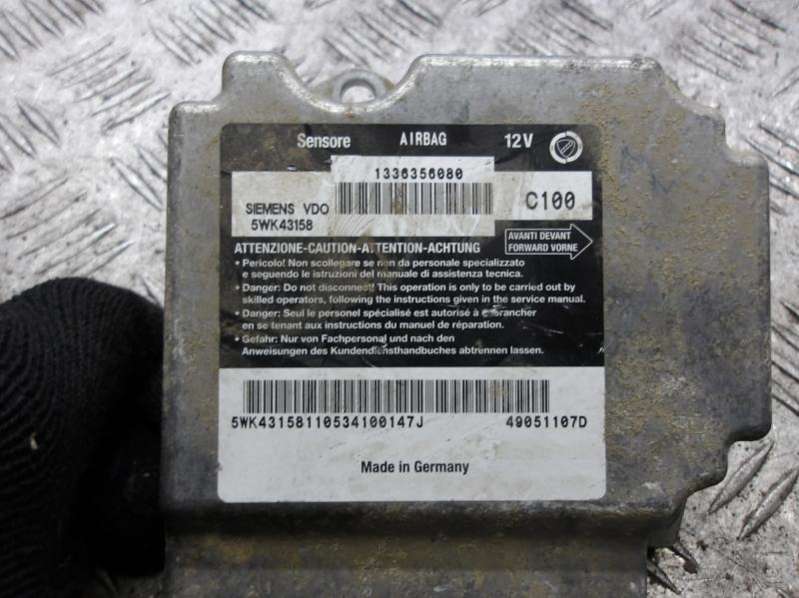 Sensore AIRBAG 12V
1336356080
SIEMENS VDO
5WK43158
C100
ATTENZIONE-CAUTION-ATTENTION-ACHTUNG
AVANTI DEVANT
FORWARD VORNE
• Pericolo! Non scollegare se non da personale specializzato
e seguendo le istruzioni del manuale di assistenza tecnica.
• Danger: Do not disconnect! This operation is only to be carried out by
skilled operators, following the instructions given in the service manual.
• Danger: Seul le personel spécialisé est autorisé à débrancher
en se tenant aux instructions du manuel de réparation.
• Gefahr: Nur von Fachpersonal und nach den
Anweisungen des Kundendiensthandbuches abtrennen lassen.
5WK43158110534100147J 49051107D
Made in Germany